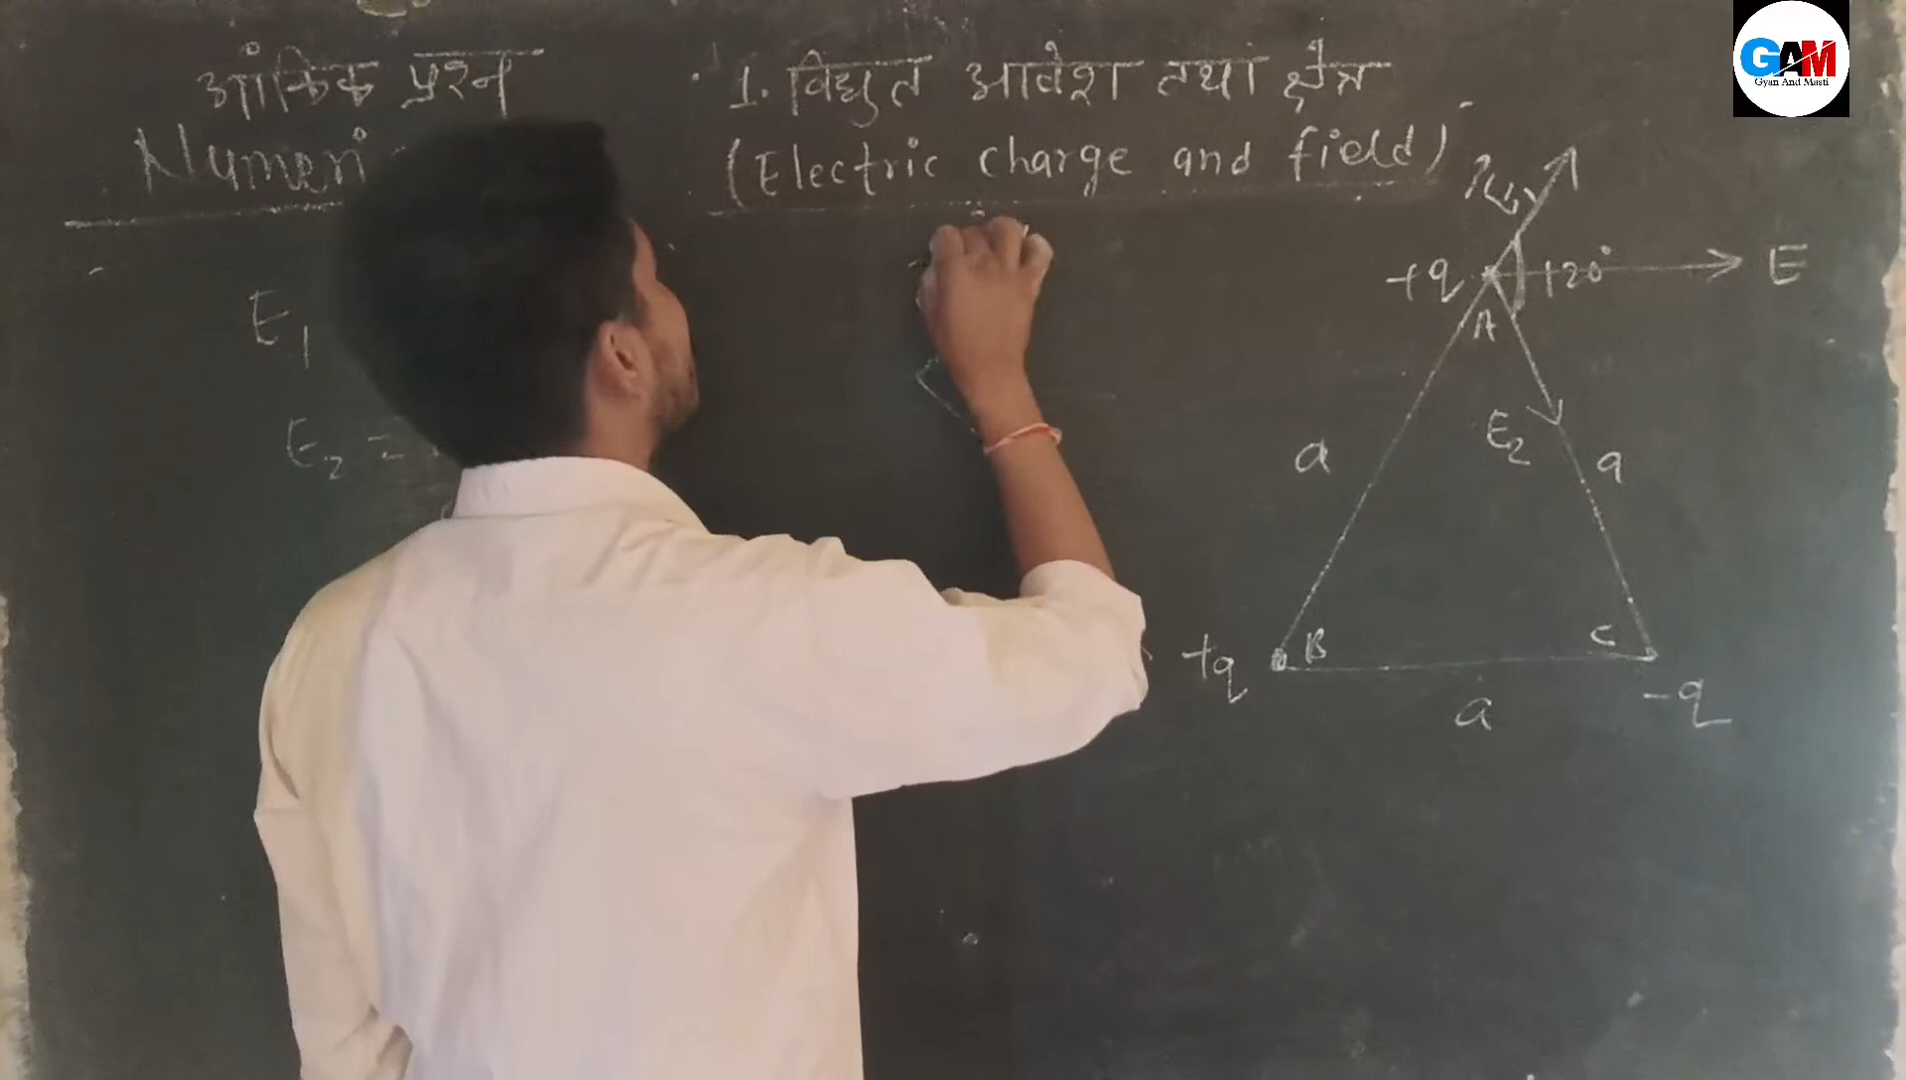 आंकिक प्रश्न
Numeri
1. विद्युत आवेश तथा क्षेत्र
(Electric charge and field)
GAM
Gyan And Masti
E₁
E₂ =
+q 120° E
A
E₂
a a
+q B C -q
a